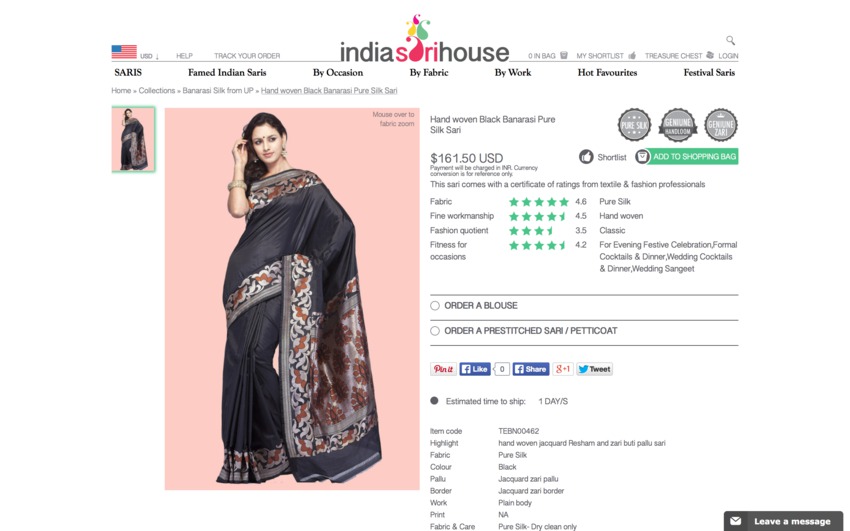 indiasarihouse
USD ↓ HELP TRACK YOUR ORDER
0 IN BAG MY SHORTLIST TREASURE CHEST LOGIN
SARIS Famed Indian Saris By Occasion By Fabric By Work Hot Favourites Festival Saris
Home » Collections » Banarasi Silk from UP » Hand woven Black Banarasi Pure Silk Sari
Mouse over to
fabric zoom
Hand woven Black Banarasi Pure
Silk Sari
PURE SILK
GENIUNE
HANDLOOM
GENIUNE
ZARI
$161.50 USD
Payment will be charged in INR. Currency
conversion is for reference only.
Shortlist
ADD TO SHOPPING BAG
This sari comes with a certificate of ratings from textile & fashion professionals
Fabric 4.6 Pure Silk
Fine workmanship 4.5 Hand woven
Fashion quotient 3.5 Classic
Fitness for
occasions
4.2 For Evening Festive Celebration,Formal
Cocktails & Dinner,Wedding Cocktails
& Dinner,Wedding Sangeet
ORDER A BLOUSE
ORDER A PRESTITCHED SARI / PETTICOAT
Pin it Like 0 Share g+1 Tweet
Estimated time to ship: 1 DAY/S
Item code TEBN00462
Highlight hand woven jacquard Resham and zari buti pallu sari
Fabric Pure Silk
Colour Black
Pallu Jacquard zari pallu
Border Jacquard zari border
Work Plain body
Print NA
Fabric & Care Pure Silk- Dry clean only
Leave a message